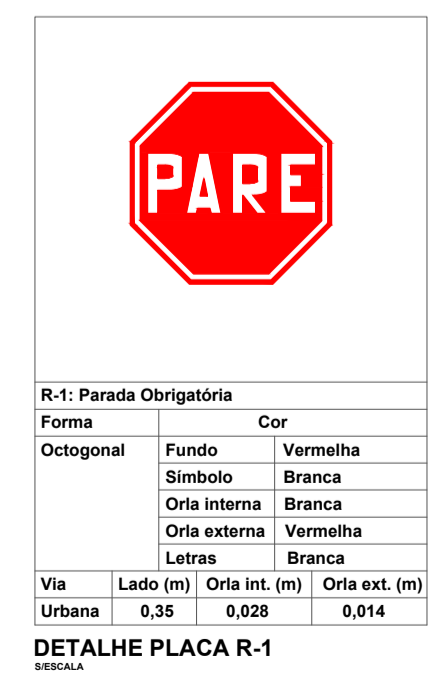 PARE
R-1: Parada Obrigatória
Forma Cor
Octogonal Fundo Vermelha
Símbolo Branca
Orla interna Branca
Orla externa Vermelha
Letras Branca
Via Lado (m) Orla int. (m) Orla ext. (m)
Urbana 0,35 0,028 0,014
DETALHE PLACA R-1
S/ESCALA